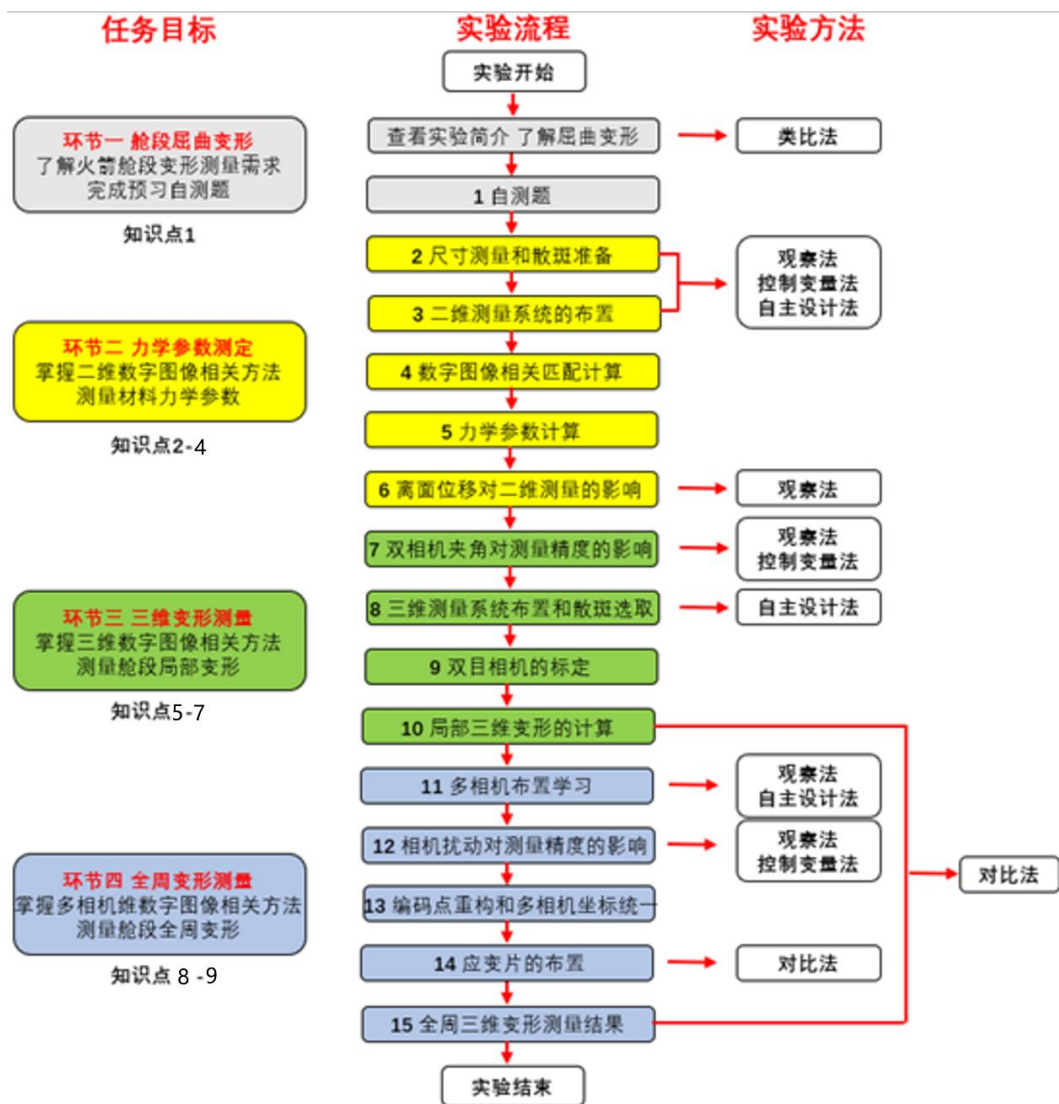 任务目标
实验流程
实验方法
实验开始
环节一 舱段屈曲变形
了解火箭舱段变形测量需求
完成预习自测题
知识点1
查看实验简介 了解屈曲变形
类比法
1 自测题
2 尺寸测量和散斑准备
3 二维测量系统的布置
观察法
控制变量法
自主设计法
环节二 力学参数测定
掌握二维数字图像相关方法
测量材料力学参数
知识点2-4
4 数字图像相关匹配计算
5 力学参数计算
6 离面位移对二维测量的影响
观察法
7 双相机夹角对测量精度的影响
观察法
控制变量法
环节三 三维变形测量
掌握三维数字图像相关方法
测量舱段局部变形
知识点5-7
8 三维测量系统布置和散斑选取
自主设计法
9 双目相机的标定
10 局部三维变形的计算
11 多相机布置学习
观察法
自主设计法
12 相机扰动对测量精度的影响
观察法
控制变量法
对比法
环节四 全周变形测量
掌握多相机维数字图像相关方法
测量舱段全周变形
知识点 8 -9
13 编码点重构和多相机坐标统一
14 应变片的布置
对比法
15 全周三维变形测量结果
实验结束